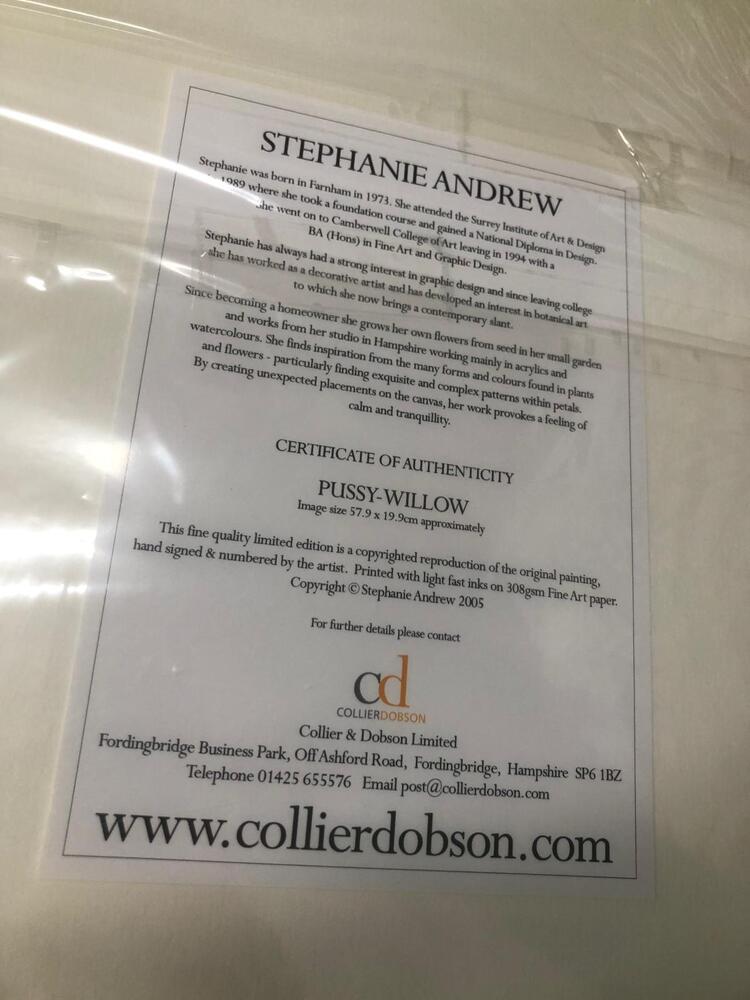 STEPHANIE ANDREW
Stephanie was born in Farnham in 1973. She attended the Surrey Institute of Art & Design
1989 where she took a foundation course and gained a National Diploma in Design.
She went on to Camberwell College of Art leaving in 1994 with a
BA (Hons) in Fine Art and Graphic Design.
Stephanie has always had a strong interest in graphic design and since leaving college
she has worked as a decorative artist and has developed an interest in botanical art
to which she now brings a contemporary slant.
Since becoming a homeowner she grows her own flowers from seed in her small garden
and works from her studio in Hampshire working mainly in acrylics and
watercolours. She finds inspiration from the many forms and colours found in plants
and flowers - particularly finding exquisite and complex patterns within petals.
By creating unexpected placements on the canvas, her work provokes a feeling of
calm and tranquillity.
CERTIFICATE OF AUTHENTICITY
PUSSY-WILLOW
Image size 57.9 x 19.9cm approximately
This fine quality limited edition is a copyrighted reproduction of the original painting,
hand signed & numbered by the artist. Printed with light fast inks on 308gsm Fine Art paper.
Copyright © Stephanie Andrew 2005
For further details please contact
cd
COLLIERDOBSON
Collier & Dobson Limited
Fordingbridge Business Park, Off Ashford Road, Fordingbridge, Hampshire SP6 1BZ
Telephone 01425 655576 Email post@collierdobson.com
www.collierdobson.com